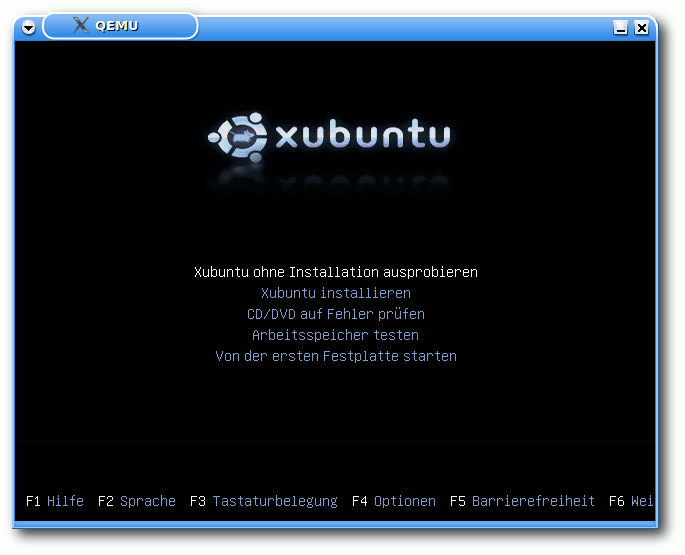 QEMU
xubuntu
Xubuntu ohne Installation ausprobieren
Xubuntu installieren
CD/DVD auf Fehler prüfen
Arbeitsspeicher testen
Von der ersten Festplatte starten
F1 Hilfe F2 Sprache F3 Tastaturbelegung F4 Optionen F5 Barrierefreiheit F6 Wei